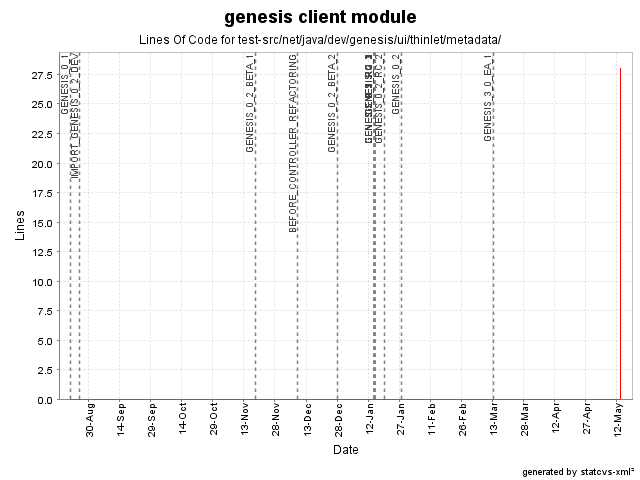 genesis client module
Lines Of Code for test-src/net/java/dev/genesis/ui/thinlet/metadata/
GENESIS_0_1
IMPORT_GENESIS_0_2_DEV
GENESIS_0_2_BETA_1
BEFORE_CONTROLLER_REFACTORING
GENESIS_0_2_BETA_2
GENESIS_0_2_RC_2
GENESIS_0_2
GENESIS_3_0_EA_1
Lines
27.5
25.0
22.5
20.0
17.5
15.0
12.5
10.0
7.5
5.0
2.5
0.0
30-Aug
14-Sep
29-Sep
14-Oct
29-Oct
13-Nov
28-Nov
13-Dec
28-Dec
12-Jan
27-Jan
11-Feb
26-Feb
13-Mar
28-Mar
12-Apr
27-Apr
12-May
Date
generated by statcvs-xml²